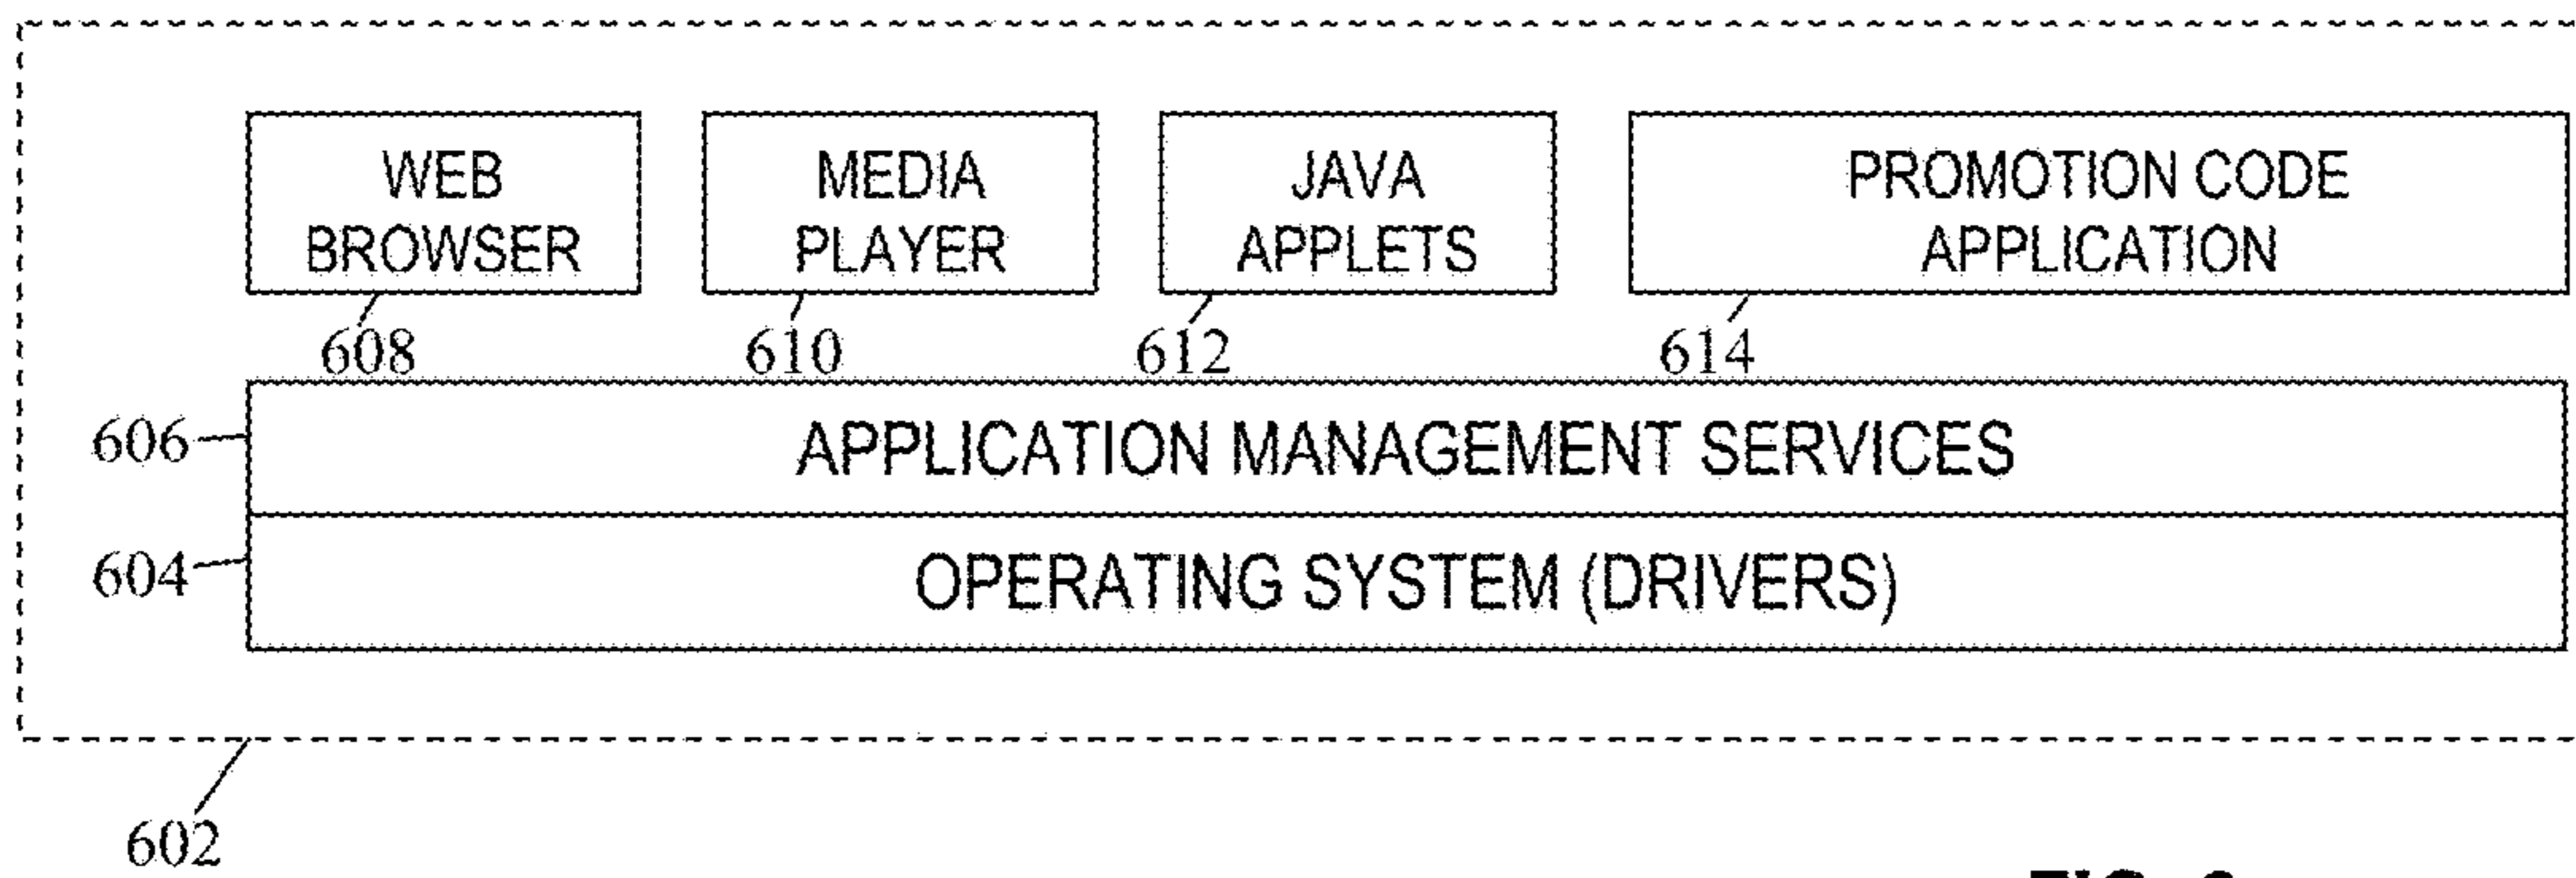 WEB
BROWSER
MEDIA
PLAYER
JAVA
APPLETS
PROMOTION CODE
APPLICATION
608
610
612
614
606
APPLICATION MANAGEMENT SERVICES
604
OPERATING SYSTEM (DRIVERS)
602